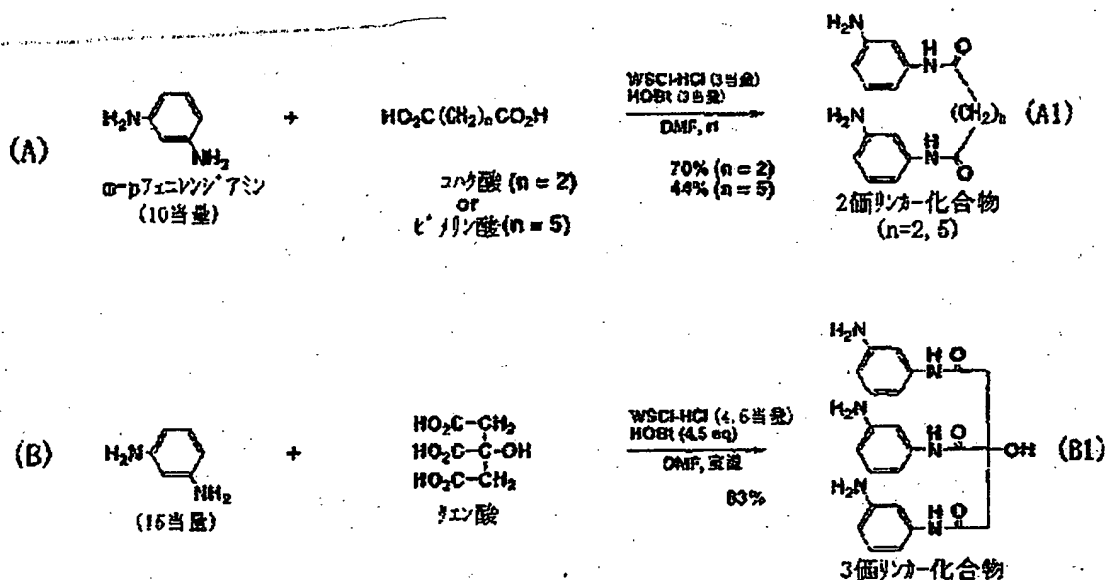 (A)
H₂N
NH₂
m-pフェニレンジアミン
(10当量)
+
HO₂C(CH₂)ₙCO₂H
コハク酸 (n = 2)
or
ピメリン酸 (n = 5)
WSCI-HCl (3当量)
HOBt (3当量)
DMF, rt
70% (n = 2)
44% (n = 5)
H₂N
H
N
O
(CH₂)ₙ
H₂N
H
N
O
(A1)
2価リンカー化合物
(n=2, 5)
(B)
H₂N
NH₂
(15当量)
+
HO₂C-CH₂
HO₂C-C-OH
HO₂C-CH₂
クエン酸
WSCI-HCl (4.5当量)
HOBt (4.5 eq)
DMF, 室温
63%
H₂N
H
N
O
H₂N
H
N
O
OH
H₂N
H
N
O
(B1)
3価リンカー化合物